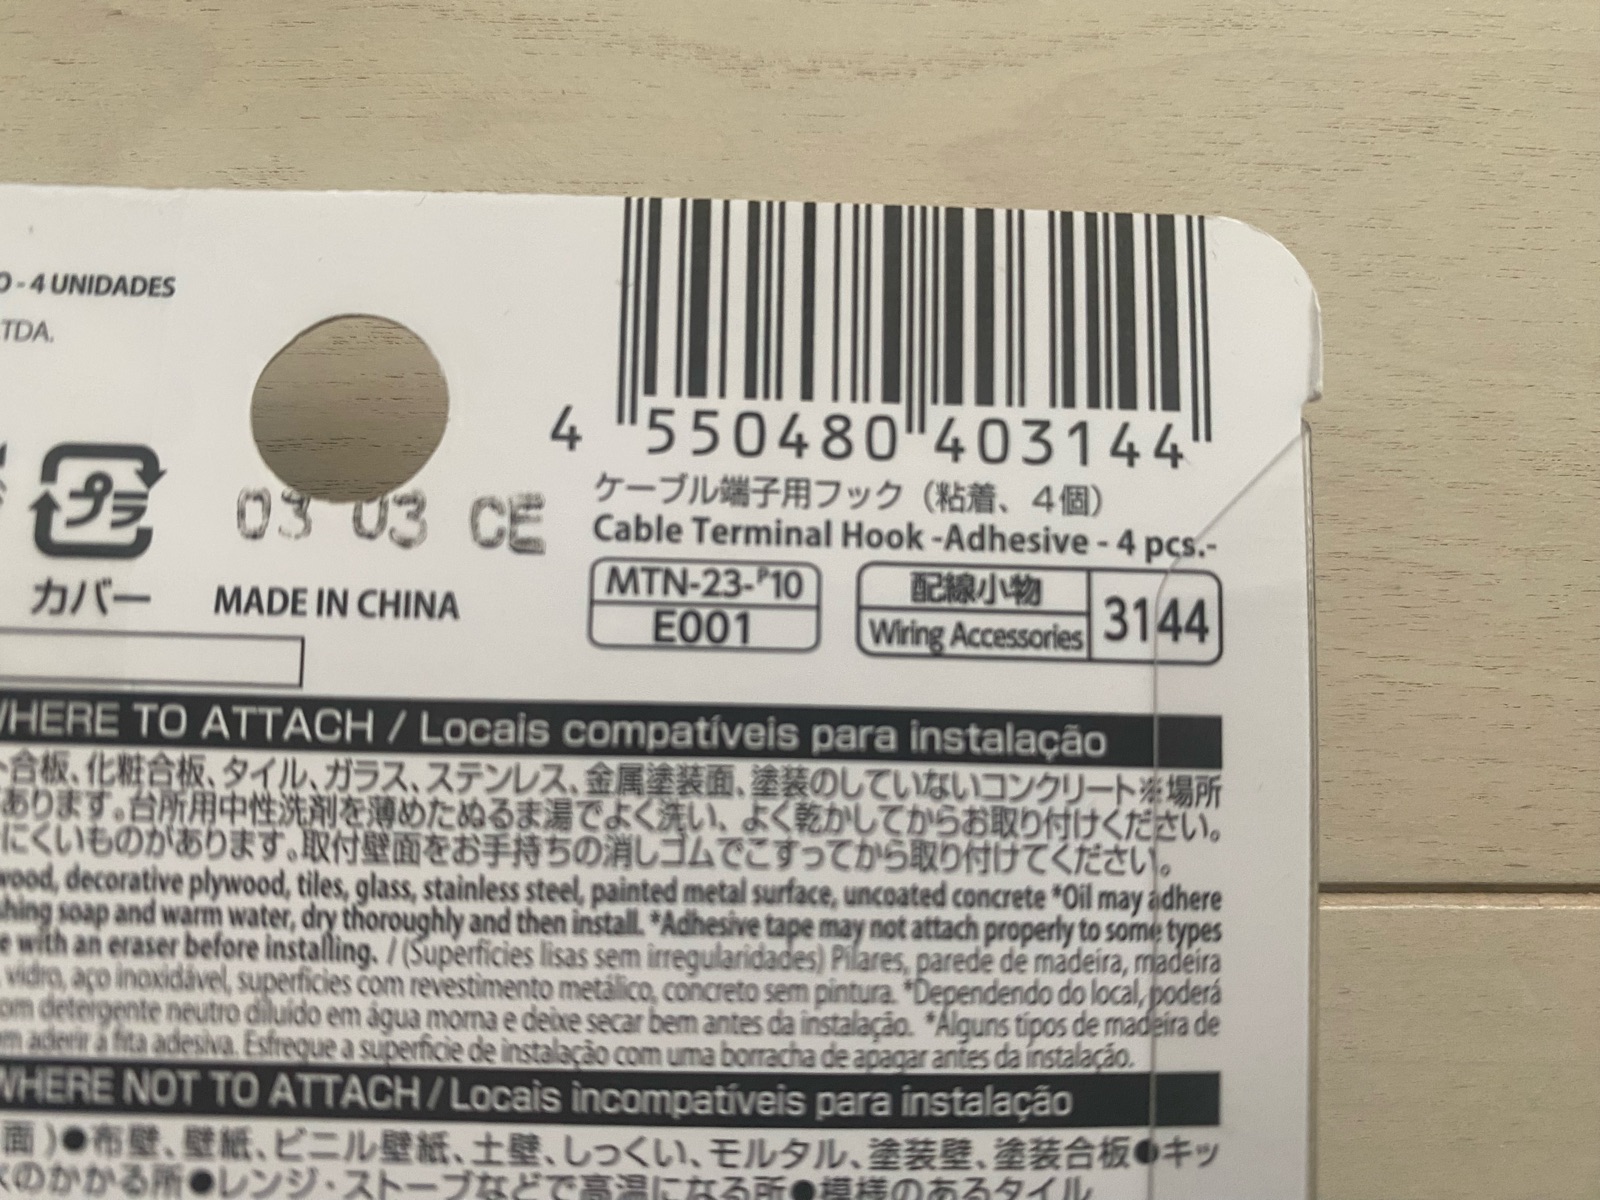 O - 4 UNIDADES
LTDA.
4 550480 403144
ケーブル端子用フック（粘着、4個）
Cable Terminal Hook -Adhesive - 4 pcs.-
プラ
カバー
03 03 CE
MADE IN CHINA
MTN-23-P10
E001
配線小物
Wiring Accessories
3144
WHERE TO ATTACH / Locais compatíveis para instalação
合板、化粧合板、タイル、ガラス、ステンレス、金属塗装面、塗装のしていないコンクリート※場所
あります。台所用中性洗剤を薄めたぬるま湯でよく洗い、よく乾かしてからお取り付けください。
にくいものがあります。取付壁面をお手持ちの消しゴムでこすってから取り付けてください。
wood, decorative plywood, tiles, glass, stainless steel, painted metal surface, uncoated concrete *Oil may adhere
shing soap and warm water, dry thoroughly and then install. *Adhesive tape may not attach properly to some types
e with an eraser before installing. / (Superfícies lisas sem irregularidades) Pilares, parede de madeira, madeira
vidro, aço inoxidável, superfícies com revestimento metálico, concreto sem pintura. *Dependendo do local, poderá
om detergente neutro diluído em água morna e deixe secar bem antes da instalação. *Alguns tipos de madeira de
m aderir a fita adesiva. Esfregue a superfície de instalação com uma borracha de apagar antes da instalação.
WHERE NOT TO ATTACH / Locais incompatíveis para instalação
面)●布壁、壁紙、ビニル壁紙、土壁、しっくい、モルタル、塗装壁、塗装合板●キッ
水のかかる所●レンジ・ストーブなどで高温になる所●模様のあるタイル